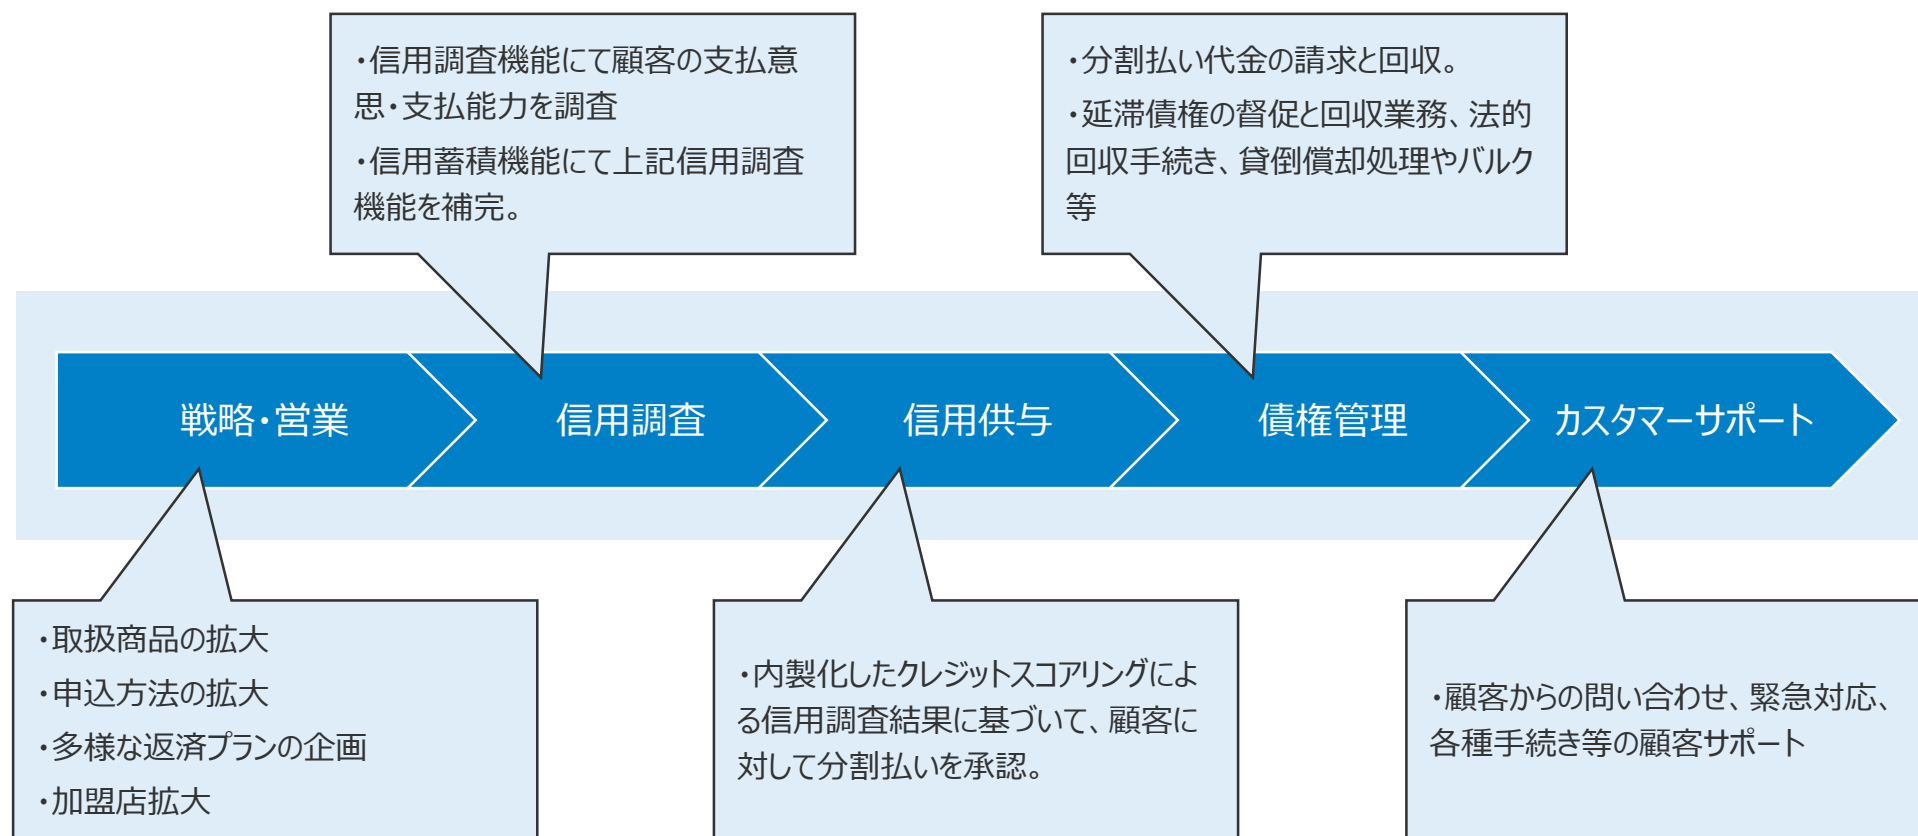 ・信用調査機能にて顧客の支払意
思・支払能力を調査
・信用蓄積機能にて上記信用調査
機能を補完。
・分割払い代金の請求と回収。
・延滞債権の督促と回収業務、法的
回収手続き、貸倒償却処理やバルク
等
戦略・営業
信用調査
信用供与
債権管理
カスタマーサポート
・取扱商品の拡大
・申込方法の拡大
・多様な返済プランの企画
・加盟店拡大
・内製化したクレジットスコアリングによ
る信用調査結果に基づいて、顧客に
対して分割払いを承認。
・顧客からの問い合わせ、緊急対応、
各種手続き等の顧客サポート